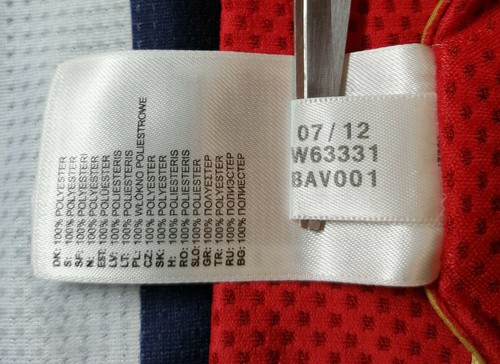 DK: 100% POLYESTER
S: 100% POLYESTER
SF: 100% POLYESTERI
N: 100% POLYESTER
EST: 100% POLÜESTER
LV: 100% POLIESTERIS
LT: 100% POLIESTERIS
PL: 100% WŁÓKNO POLIESTROWE
CZ: 100% POLYESTER
SK: 100% POLYESTER
H: 100% POLIÉSZTER
RO: 100% POLIESTER
SLO: 100% POLIESTER
GR: 100% ΠΟΛΥΕΣΤΕΡ
TR: 100% POLYESTER
RU: 100% ПОЛИЭСТЕР
BG: 100% ПОЛИЕСТЕР
07/12
W63331
BAV001